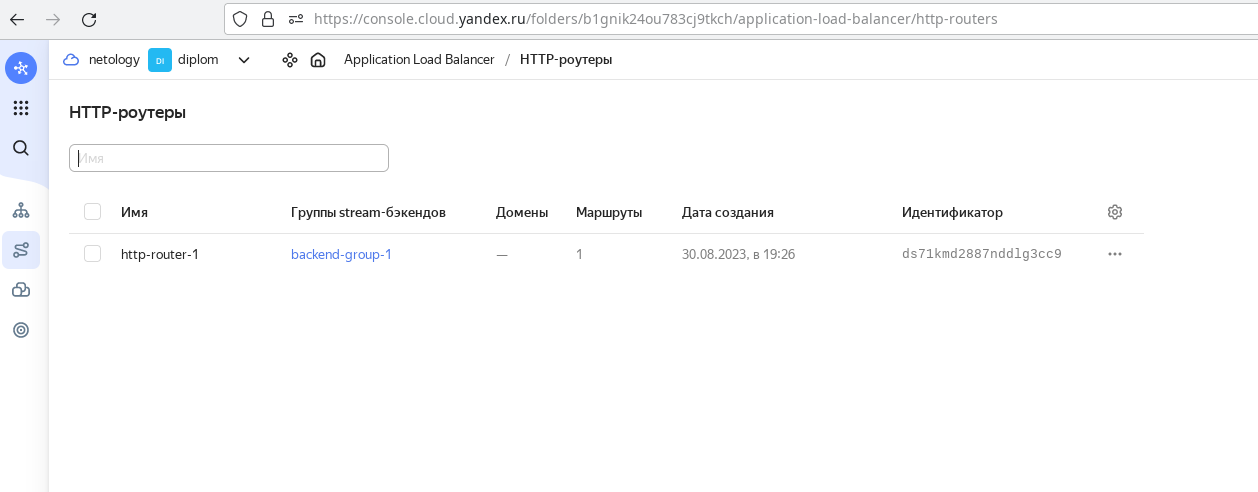 https://console.cloud.yandex.ru/folders/b1gnik24ou783cj9tkch/application-load-balancer/http-routers
netology DI diplom Application Load Balancer / HTTP-роутеры
HTTP-роутеры
Имя
Имя Группы stream-бэкендов Домены Маршруты Дата создания Идентификатор
http-router-1 backend-group-1 — 1 30.08.2023, в 19:26 ds71kmd2887nddlg3cc9